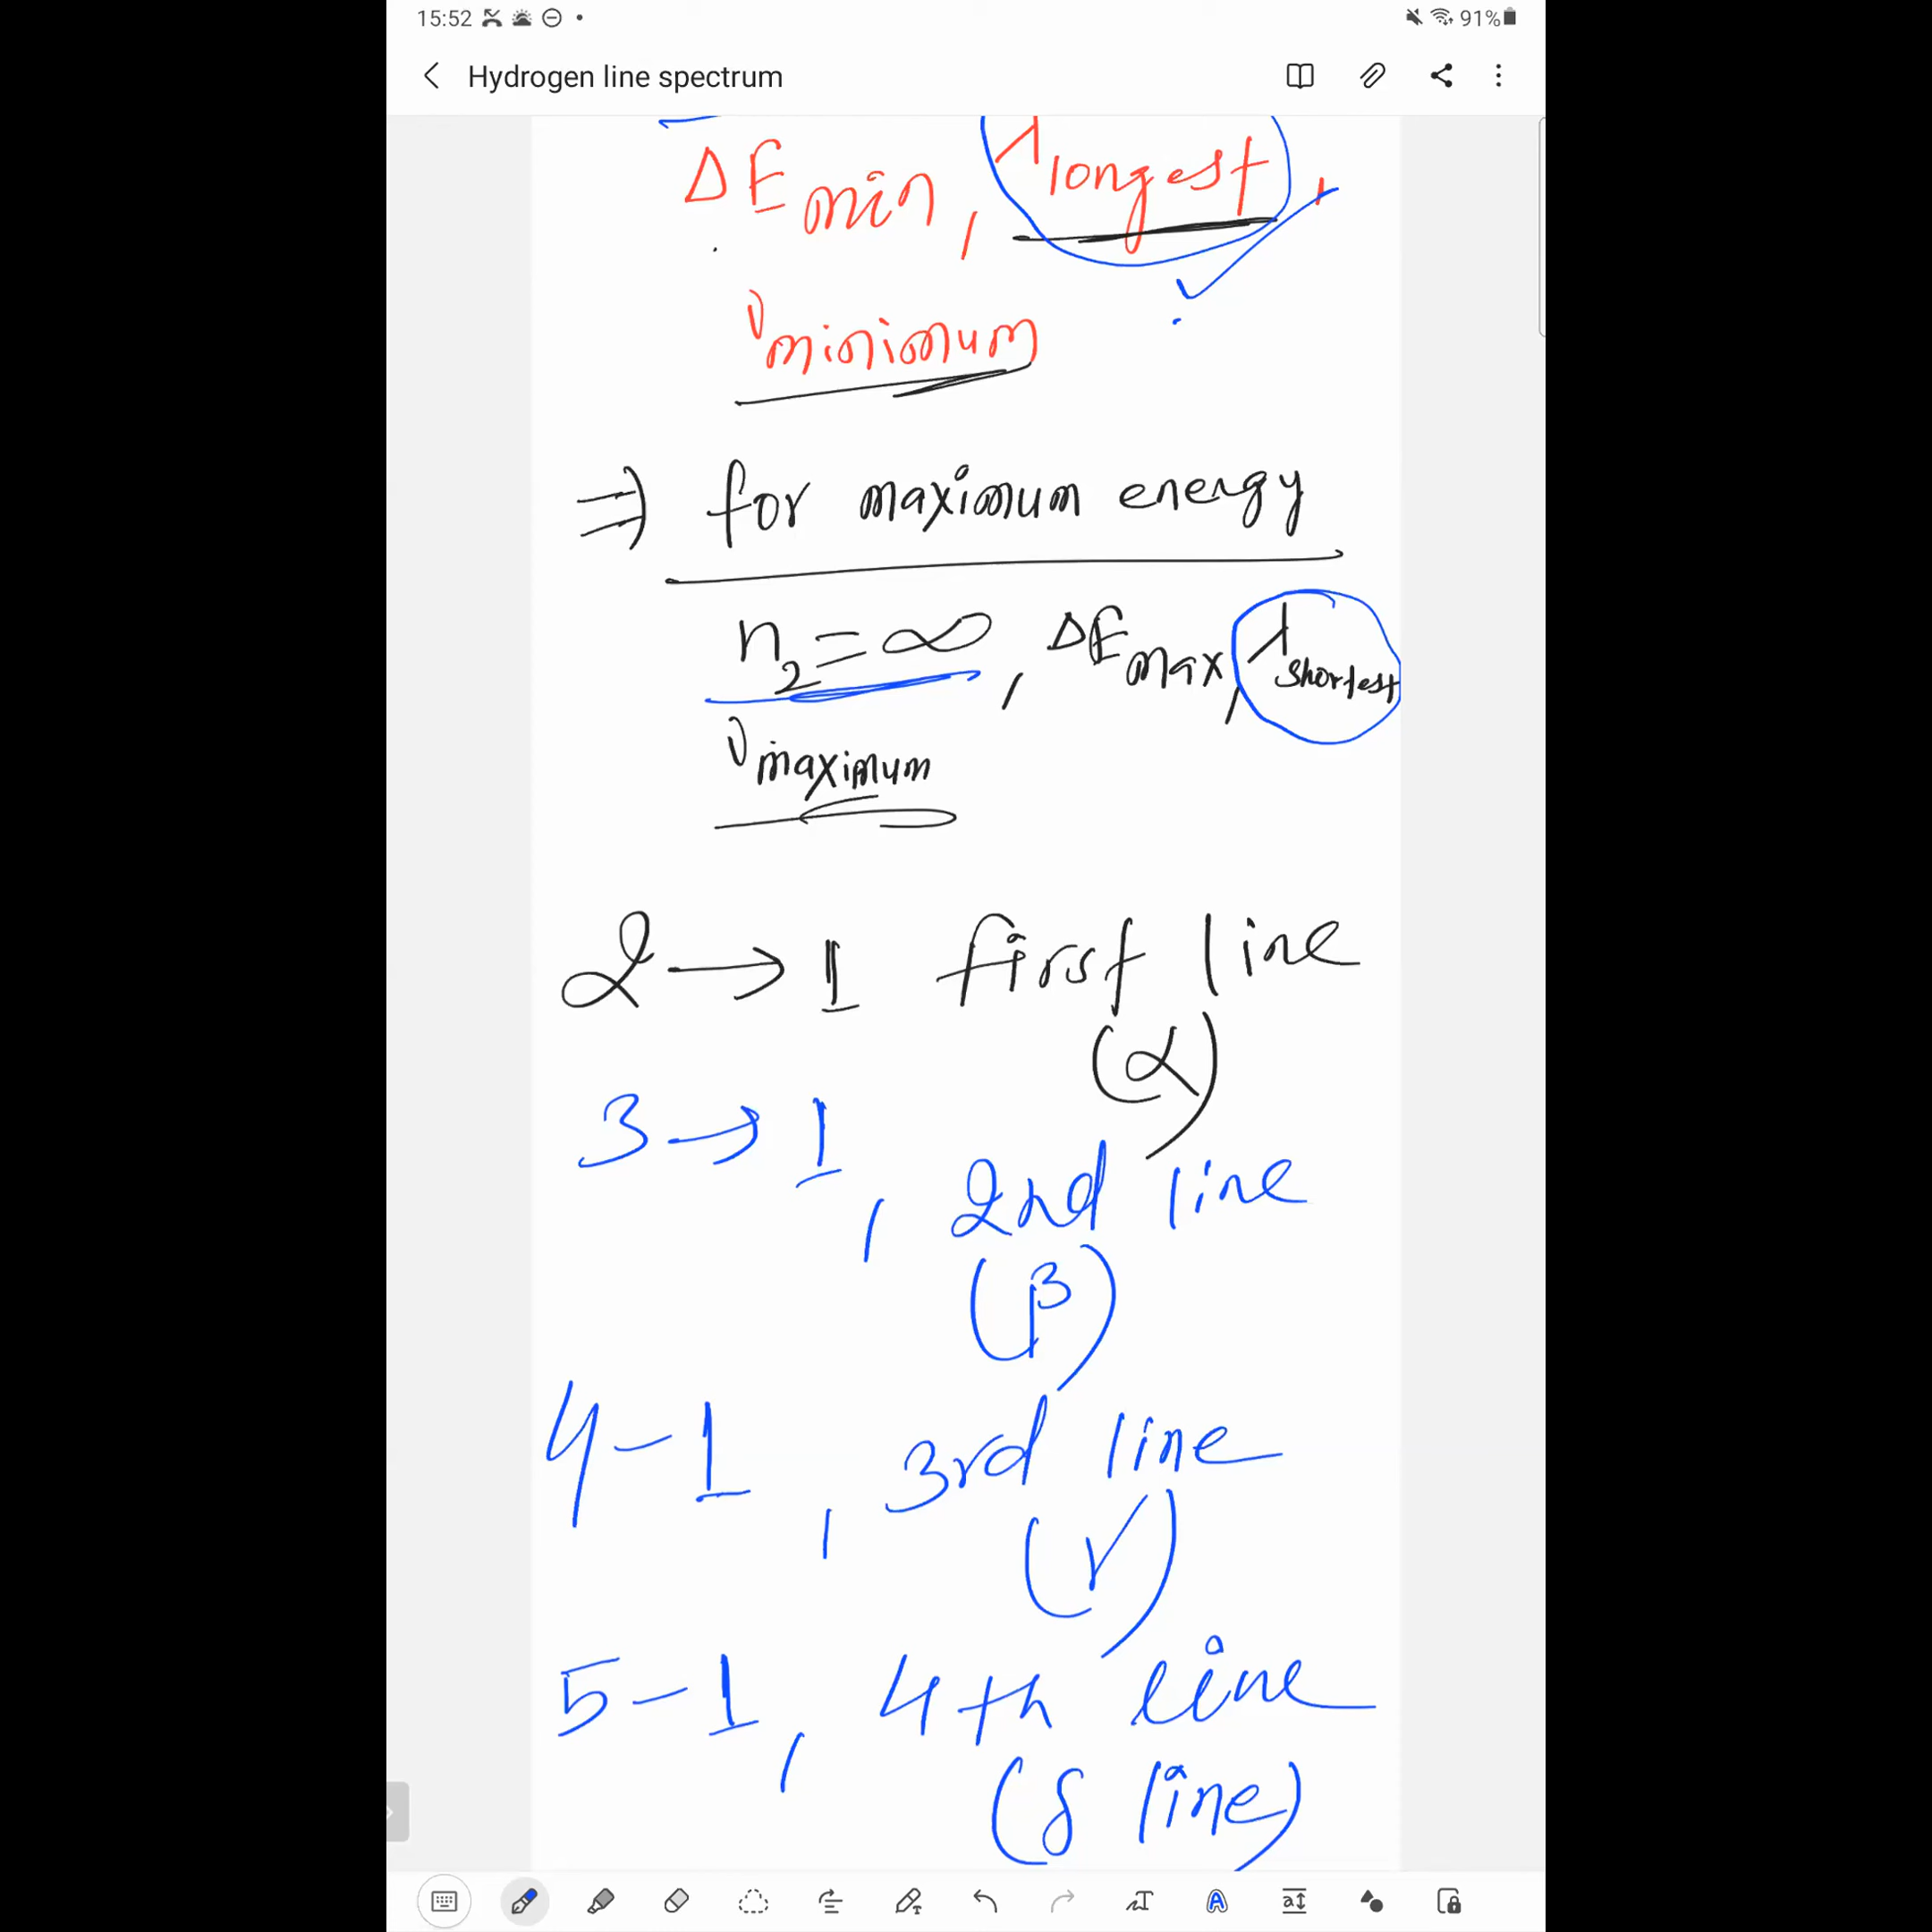 15:52
91%
Hydrogen line spectrum
ΔE min, λ longest,
ν minimum
⇒ for maximum energy
n2 = ∞, ΔE max, λ shortest
ν maximum
2 → 1 first line
(α)
3 → 1, 2nd line
(β)
4 - 1, 3rd line
(γ)
5 - 1, 4th line
(δ line)